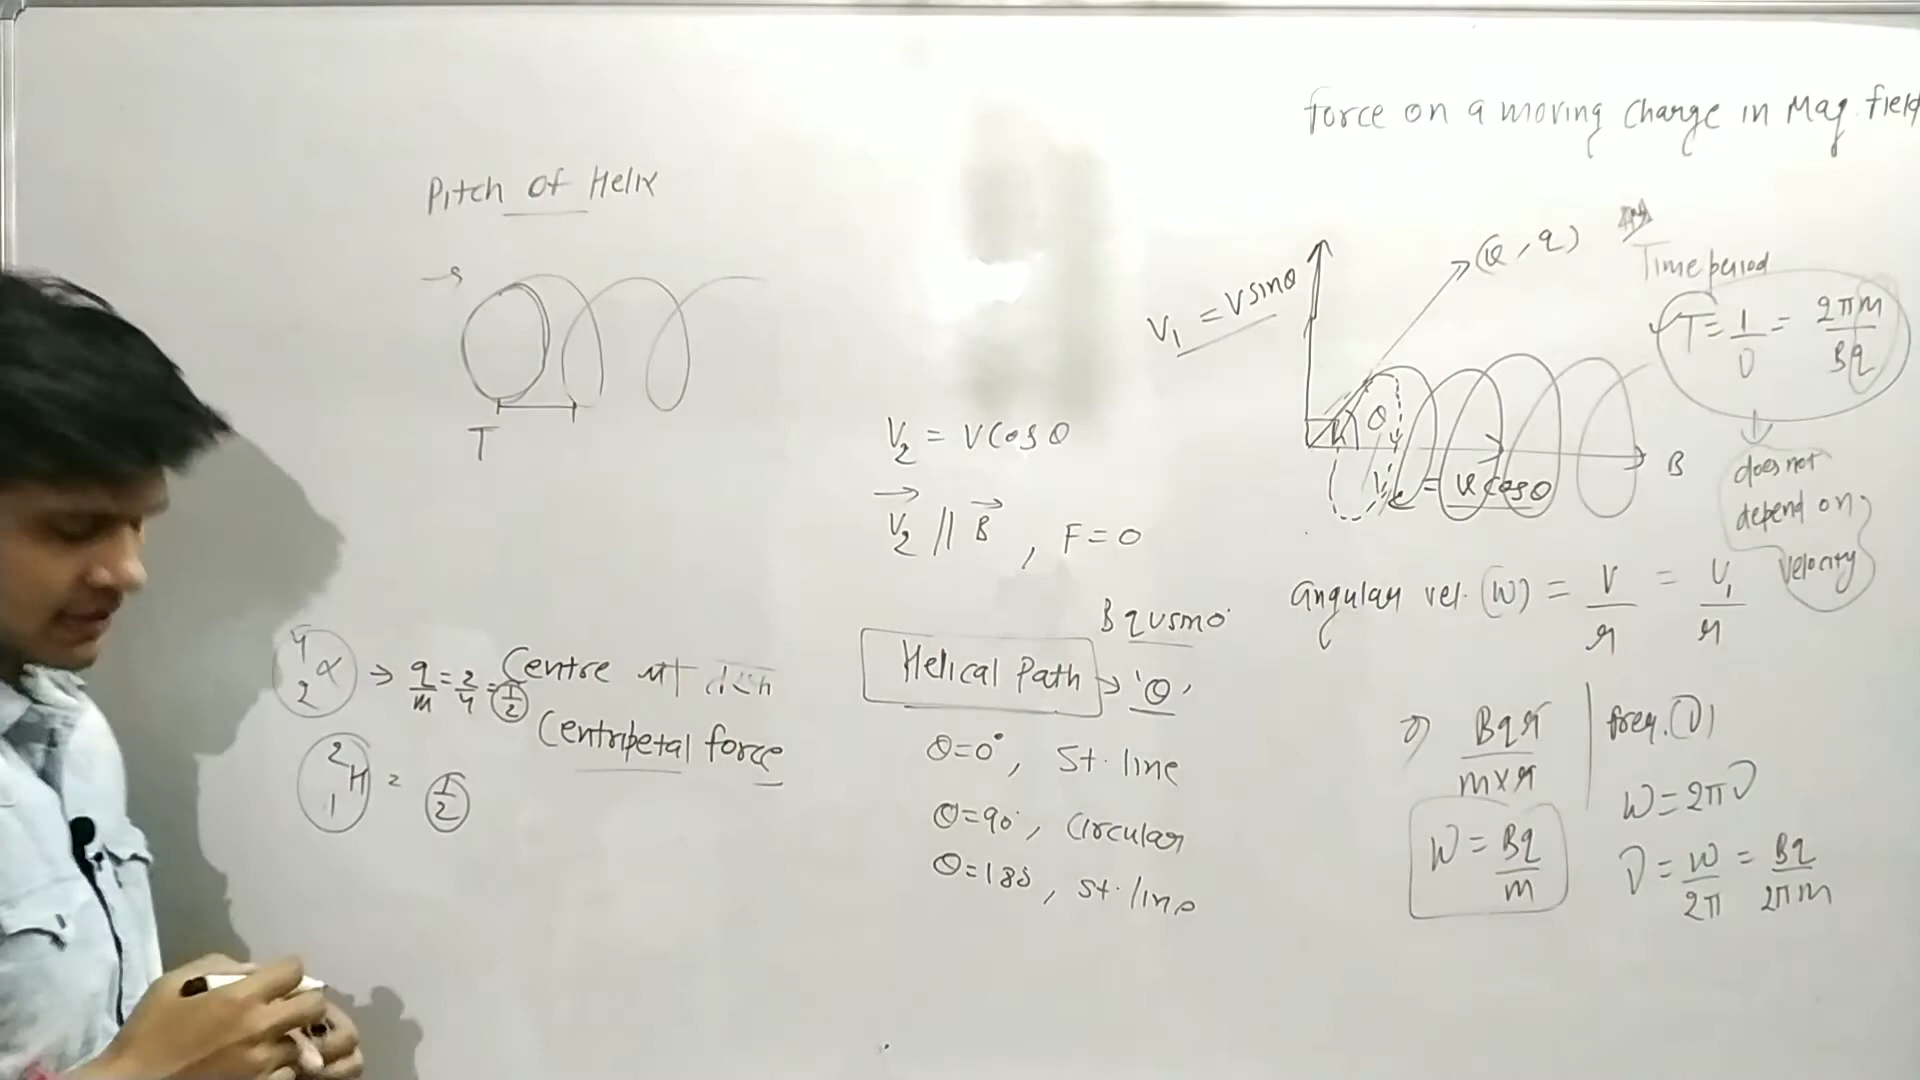 Force on a moving charge in Mag. field
Pitch of Helix
T
⁴₂α → q/m = 2/4 = 1/2
Centre
Centripetal force
²₁H = 1/2
V₂ = V Cos θ
V₂ // B , F = 0
Bqvsinθ
Helical Path → 'θ'
θ=0°, St. line
θ=90°, Circular
θ=180, St. line
V₁ = V sinθ
(v, q)
θ
B
V₂ = v cosθ
Time period
T = 1/ν = 2πm/Bq
does not
depend on
velocity
angular vel. (W) = V/r = V₁/r
⇒ Bqr/m×r
W = Bq/m
freq. (ν)
W = 2πν
ν = W/2π = Bq/2πm